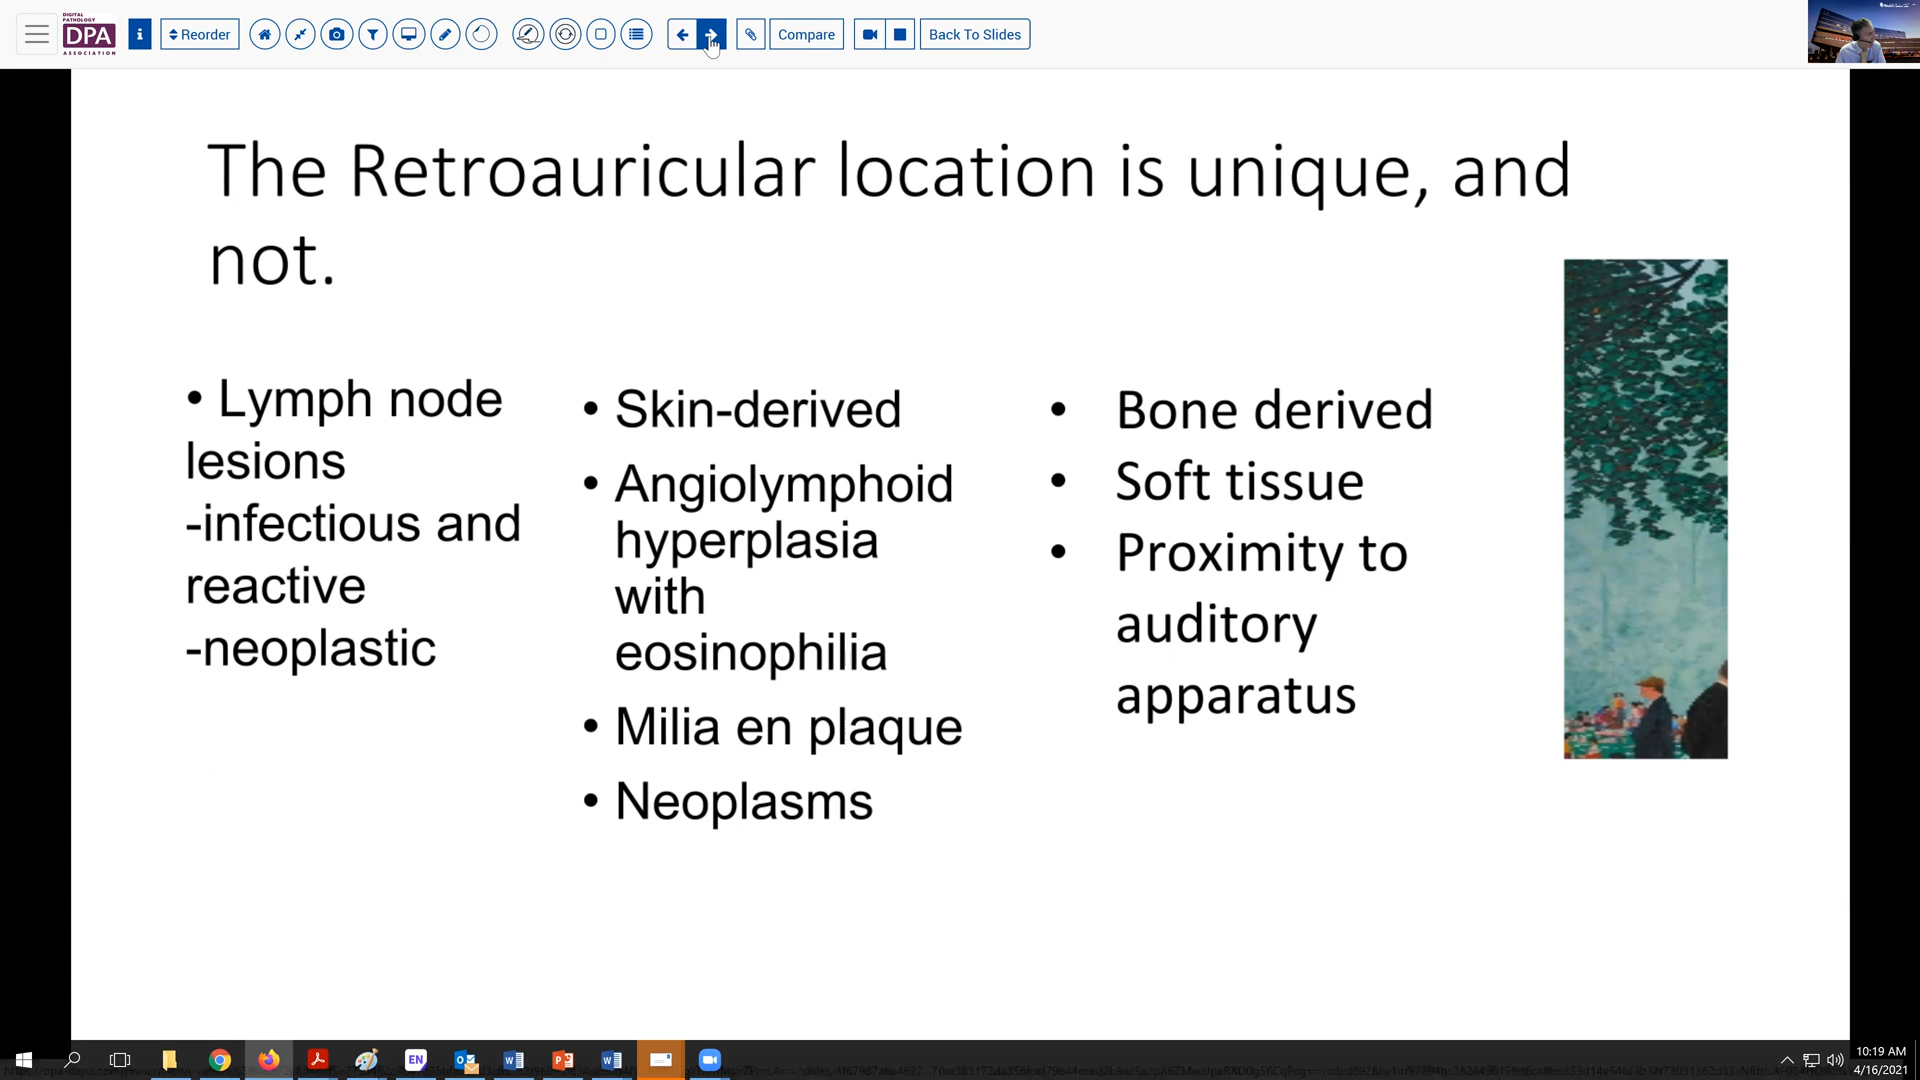 DIGITAL
PATHOLOGY
DPA
ASSOCIATION
i
Reorder
Compare
Back To Slides
The Retroauricular location is unique, and
not.
• Lymph node
lesions
-infectious and
reactive
-neoplastic
• Skin-derived
• Angiolymphoid
hyperplasia
with
eosinophilia
• Milia en plaque
• Neoplasms
• Bone derived
• Soft tissue
• Proximity to
auditory
apparatus
EN
10:19 AM
4/16/2021